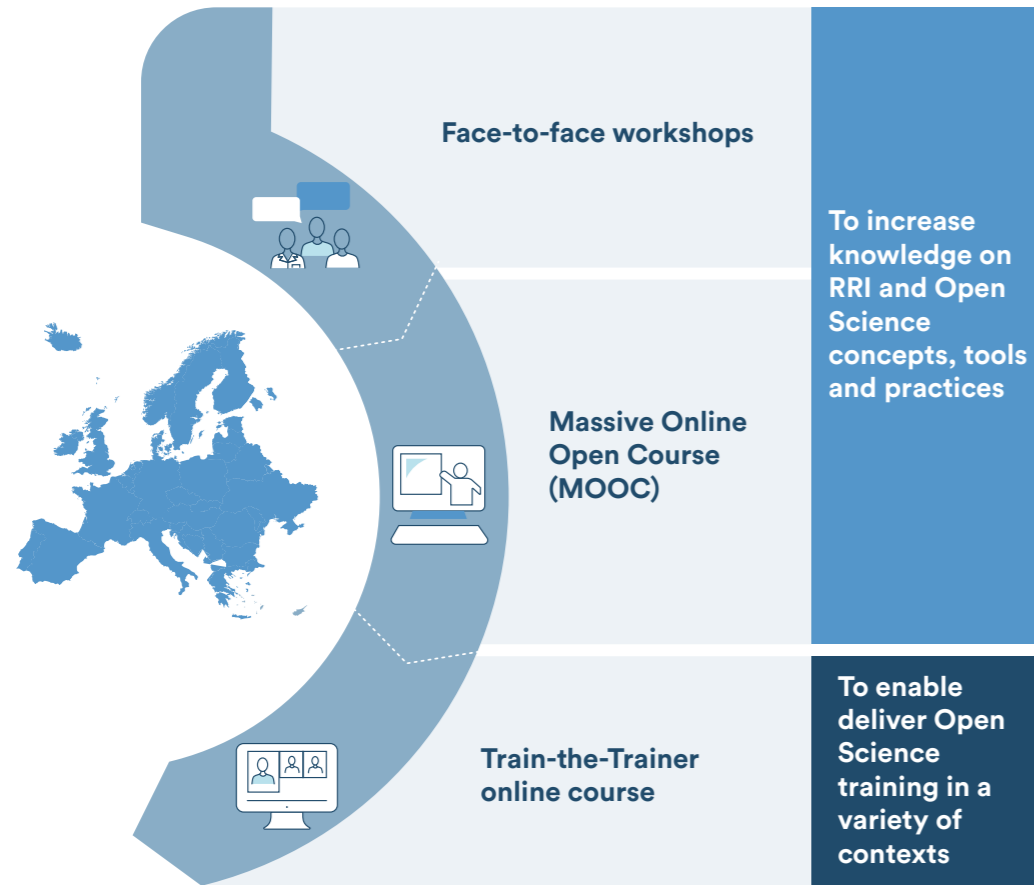 Face-to-face workshops
To increase
knowledge on
RRI and Open
Science
concepts, tools
and practices
Massive Online
Open Course
(MOOC)
Train-the-Trainer
online course
To enable
deliver Open
Science
training in a
variety of
contexts